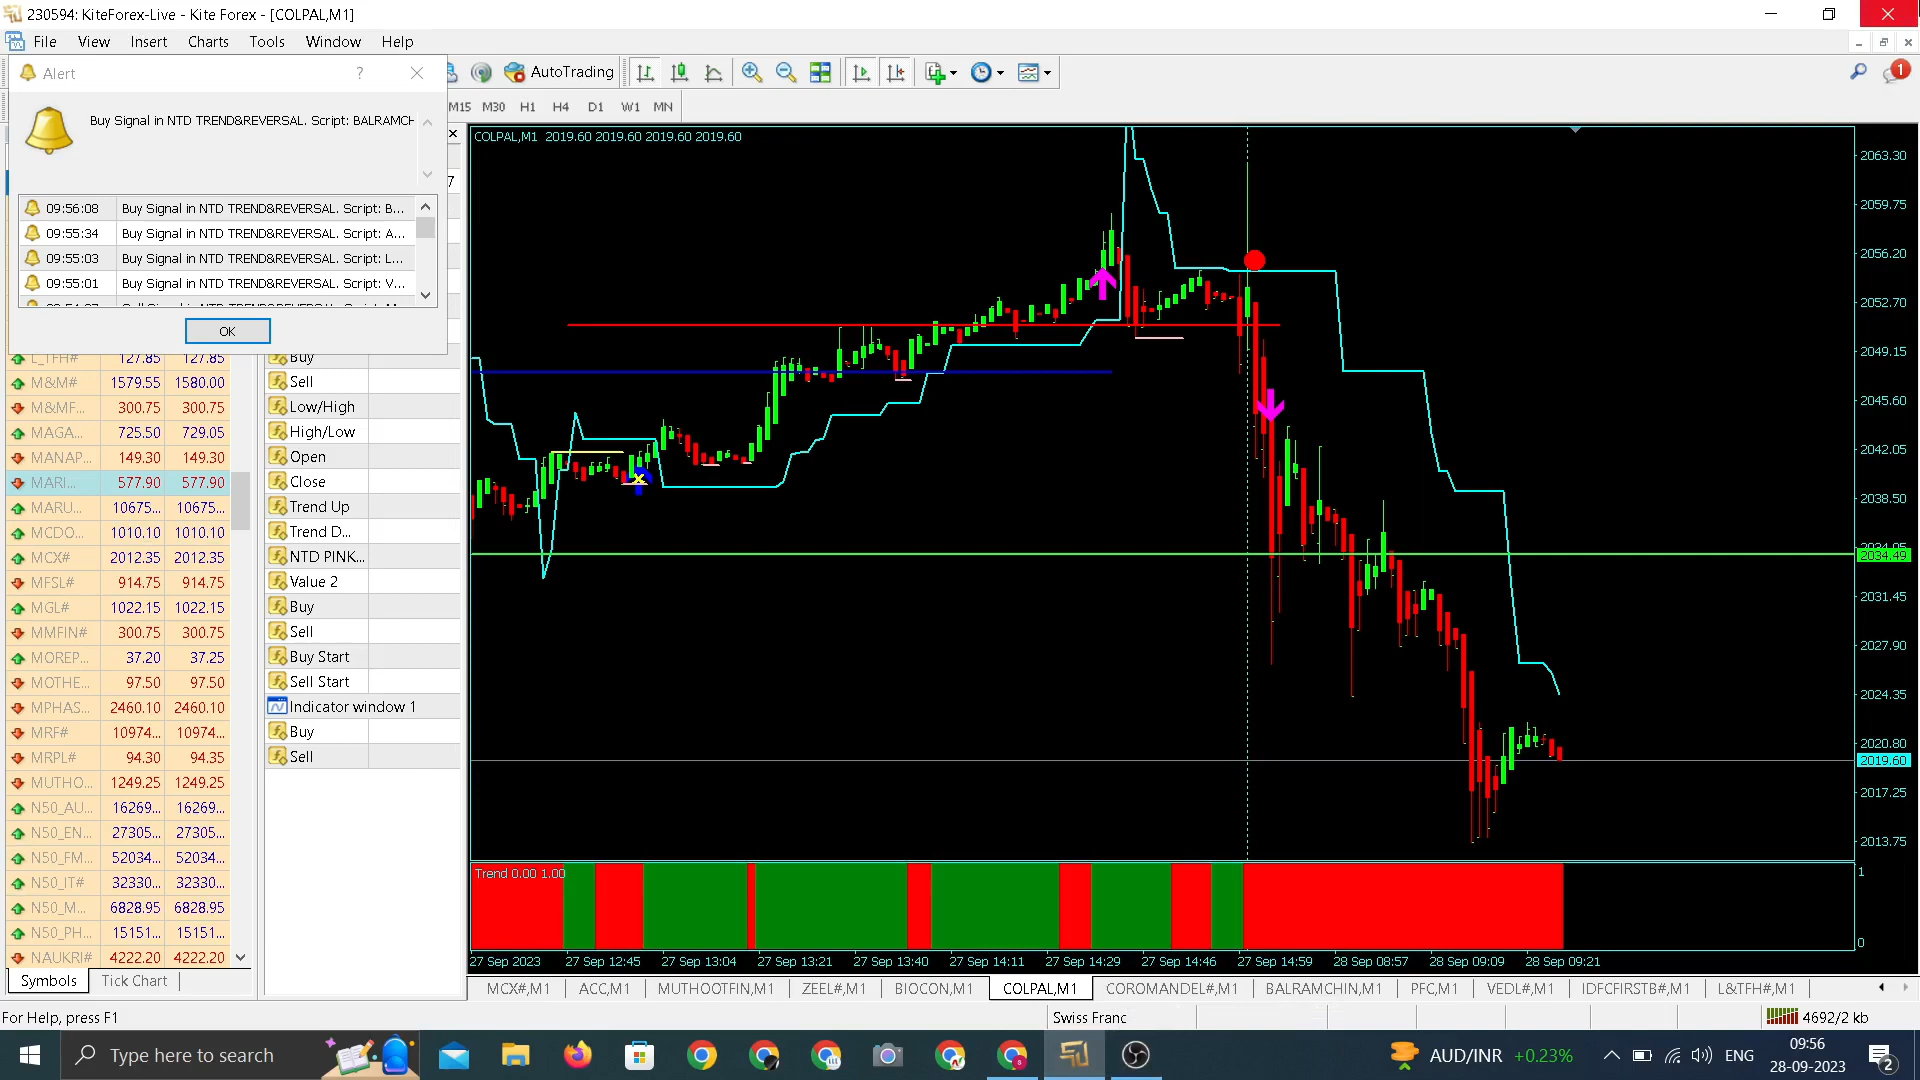 230594: KiteForex-Live - Kite Forex - [COLPAL,M1]
File View Insert Charts Tools Window Help
Alert ?
AutoTrading
1
M15 M30 H1 H4 D1 W1 MN
Buy Signal in NTD TREND&REVERSAL. Script: BALRAMCH
09:56:08 Buy Signal in NTD TREND&REVERSAL. Script: B...
09:55:34 Buy Signal in NTD TREND&REVERSAL. Script: A...
09:55:03 Buy Signal in NTD TREND&REVERSAL. Script: L...
09:55:01 Buy Signal in NTD TREND&REVERSAL. Script: V...
OK
L_TFH# 127.85 127.85
M&M# 1579.55 1580.00
M&MF... 300.75 300.75
MAGA... 725.50 729.05
MANAP... 149.30 149.30
MARI... 577.90 577.90
MARU... 10675... 10675...
MCDO... 1010.10 1010.10
MCX# 2012.35 2012.35
MFSL# 914.75 914.75
MGL# 1022.15 1022.15
MMFIN# 300.75 300.75
MOREP... 37.20 37.25
MOTHE... 97.50 97.50
MPHAS... 2460.10 2460.10
MRF# 10974... 10974...
MRPL# 94.30 94.35
MUTHO... 1249.25 1249.25
N50_AU... 16269... 16269...
N50_EN... 27305... 27305...
N50_FM... 52034... 52034...
N50_IT# 32330... 32330...
N50_M... 6828.95 6828.95
N50_PH... 15151... 15151...
NAUKRI# 4222.20 4222.20
Symbols Tick Chart
7
Buy
Sell
Low/High
High/Low
Open
Close
Trend Up
Trend D...
NTD PINK...
Value 2
Buy
Sell
Buy Start
Sell Start
Indicator window 1
Buy
Sell
COLPAL,M1 2019.60 2019.60 2019.60 2019.60
2063.30
2059.75
2056.20
2052.70
2049.15
2045.60
2042.05
2038.50
2034.49
2031.45
2027.90
2024.35
2020.80
2019.60
2017.25
2013.75
Trend 0.00 1.00
1
0
27 Sep 2023 27 Sep 12:45 27 Sep 13:04 27 Sep 13:21 27 Sep 13:40 27 Sep 14:11 27 Sep 14:29 27 Sep 14:46 27 Sep 14:59 28 Sep 08:57 28 Sep 09:09 28 Sep 09:21
MCX#,M1 ACC,M1 MUTHOOTFIN,M1 ZEEL#,M1 BIOCON,M1 COLPAL,M1 COROMANDEL#,M1 BALRAMCHIN,M1 PFC,M1 VEDL#,M1 IDFCFIRSTB#,M1 L&TFH#,M1
For Help, press F1
Swiss Franc
4692/2 kb
Type here to search
AUD/INR +0.23%
ENG
09:56
28-09-2023
2